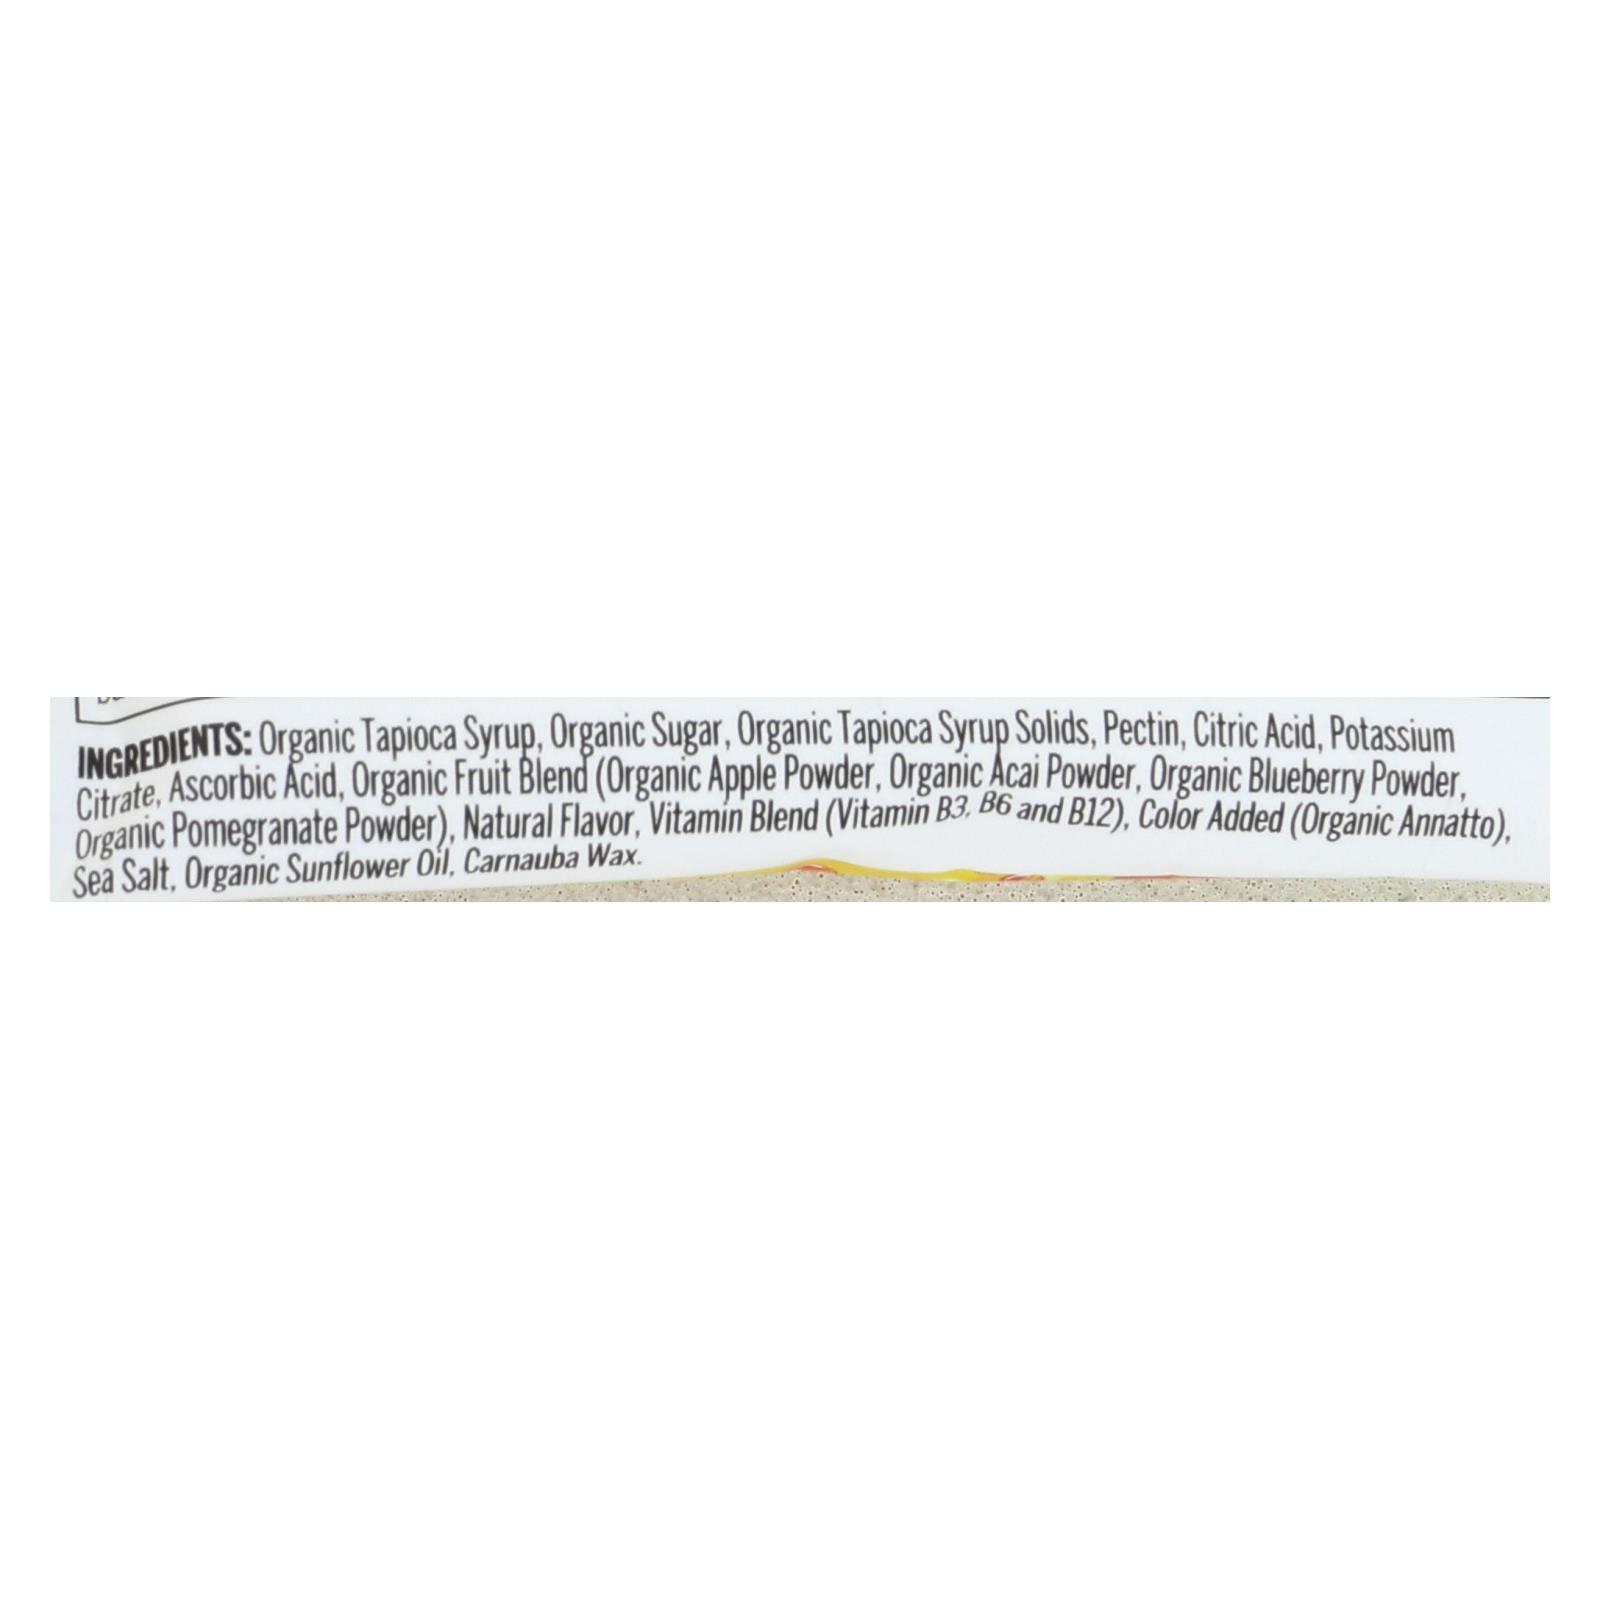 INGREDIENTS: Organic Tapioca Syrup, Organic Sugar, Organic Tapioca Syrup Solids, Pectin, Citric Acid, Potassium
Citrate, Ascorbic Acid, Organic Fruit Blend (Organic Apple Powder, Organic Acai Powder, Organic Blueberry Powder,
Organic Pomegranate Powder), Natural Flavor, Vitamin Blend (Vitamin B3, B6 and B12), Color Added (Organic Annatto),
Sea Salt, Organic Sunflower Oil, Carnauba Wax.